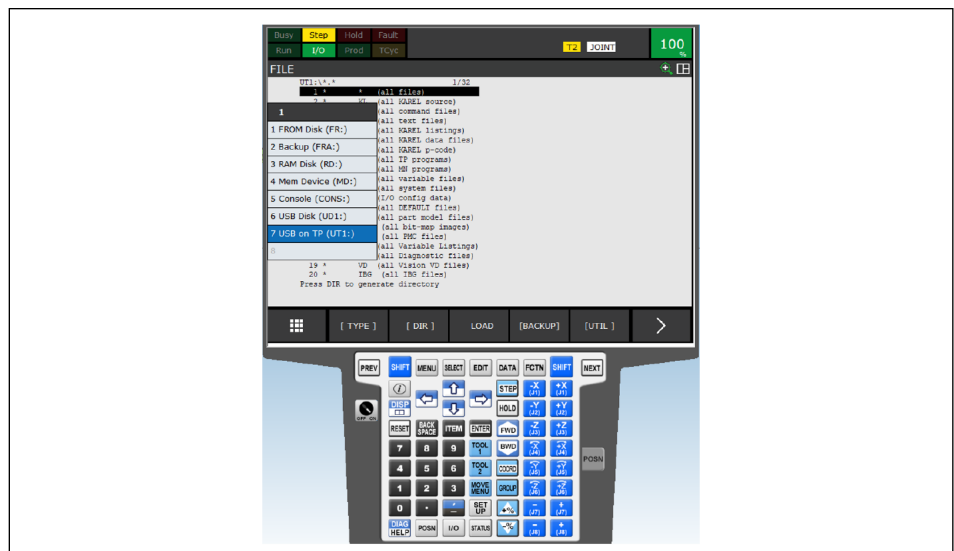 Busy Step Hold Fault
Run I/O Prod TCyc
T2 JOINT
100 %
FILE
UT1:\*.* 1/32
1 * * (all files)
2 * KL (all KAREL source)
1
(all command files)
(all text files)
1 FROM Disk (FR:)
(all KAREL listings)
(all KAREL data files)
2 Backup (FRA:)
(all KAREL p-code)
(all TP programs)
3 RAM Disk (RD:)
(all MN programs)
4 Mem Device (MD:)
(all variable files)
(all system files)
5 Console (CONS:)
(I/O config data)
(all DEFAULT files)
6 USB Disk (UD1:)
(all part model files)
(all bit-map images)
7 USB on TP (UT1:)
(all PMC files)
8
(all Variable Listings)
(all Diagnostic files)
19 * VD (all Vision VD files)
20 * IBG (all IBG files)
Press DIR to generate directory
[ TYPE ] [ DIR ] LOAD [BACKUP] [UTIL ] >
PREV SHIFT MENU SELECT EDIT DATA FCTN SHIFT NEXT
i STEP -X (J1) +X (J1)
OFF ON DISP HOLD -Y (J2) +Y (J2)
RESET BACK SPACE ITEM ENTER FWD -Z (J3) +Z (J3)
7 8 9 TOOL 1 BWD -X (J4) +X (J4)
4 5 6 TOOL 2 COORD -Y (J5) +Y (J5) POSN
1 2 3 MOVE MENU GROUP -Z (J6) +Z (J6)
0 . SET UP +% - (J7) + (J7)
DIAG HELP POSN I/O STATUS -% - (J8) + (J8)